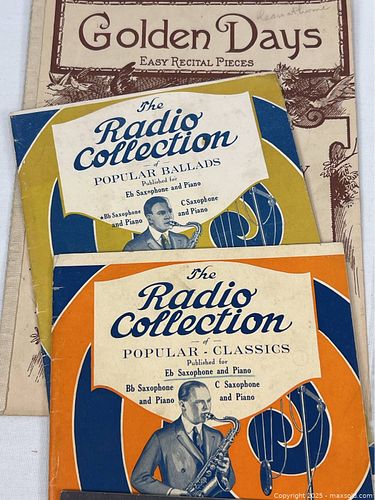 Golden Days
EASY RECITAL PIECES
The
Radio
Collection
of
POPULAR BALLADS
Published for
Eb Saxophone and Piano
Bb Saxophone and Piano
C Saxophone and Piano
The
Radio
Collection
of
POPULAR - CLASSICS
Published for
Eb Saxophone and Piano
Bb Saxophone and Piano
C Saxophone and Piano
Copyright 2025 - maxsold.com